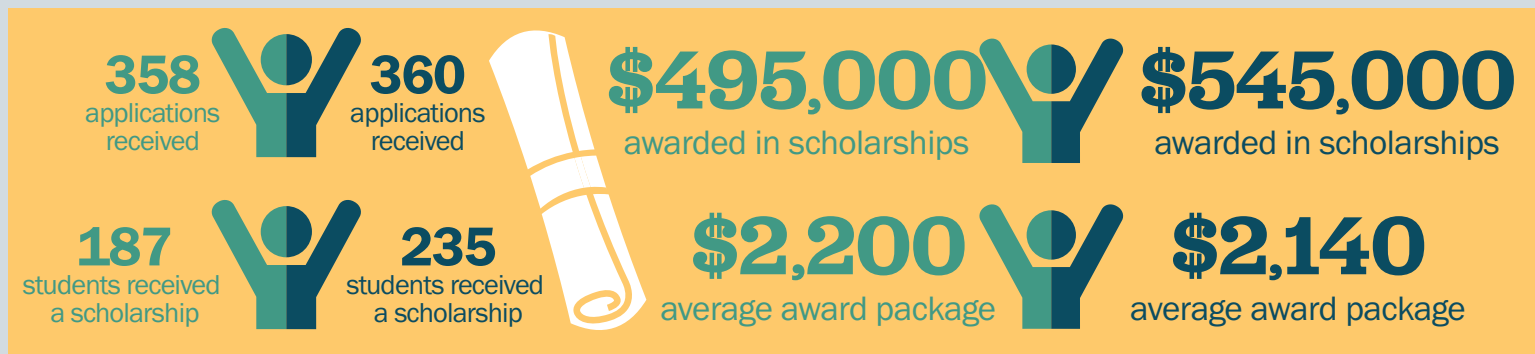 358
applications
received
360
applications
received
$495,000
awarded in scholarships
$545,000
awarded in scholarships
187
students received
a scholarship
235
students received
a scholarship
$2,200
average award package
$2,140
average award package